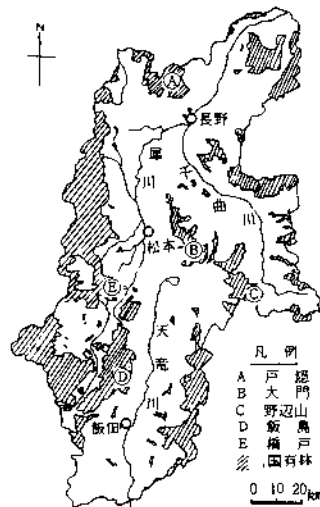 N
A
長野
犀川
千曲川
松本
B
E
C
天竜川
D
飯田
凡例
A 戸隠
B 大門
C 野辺山
D 飯島
E 橋戸
国有林
0 10 20km